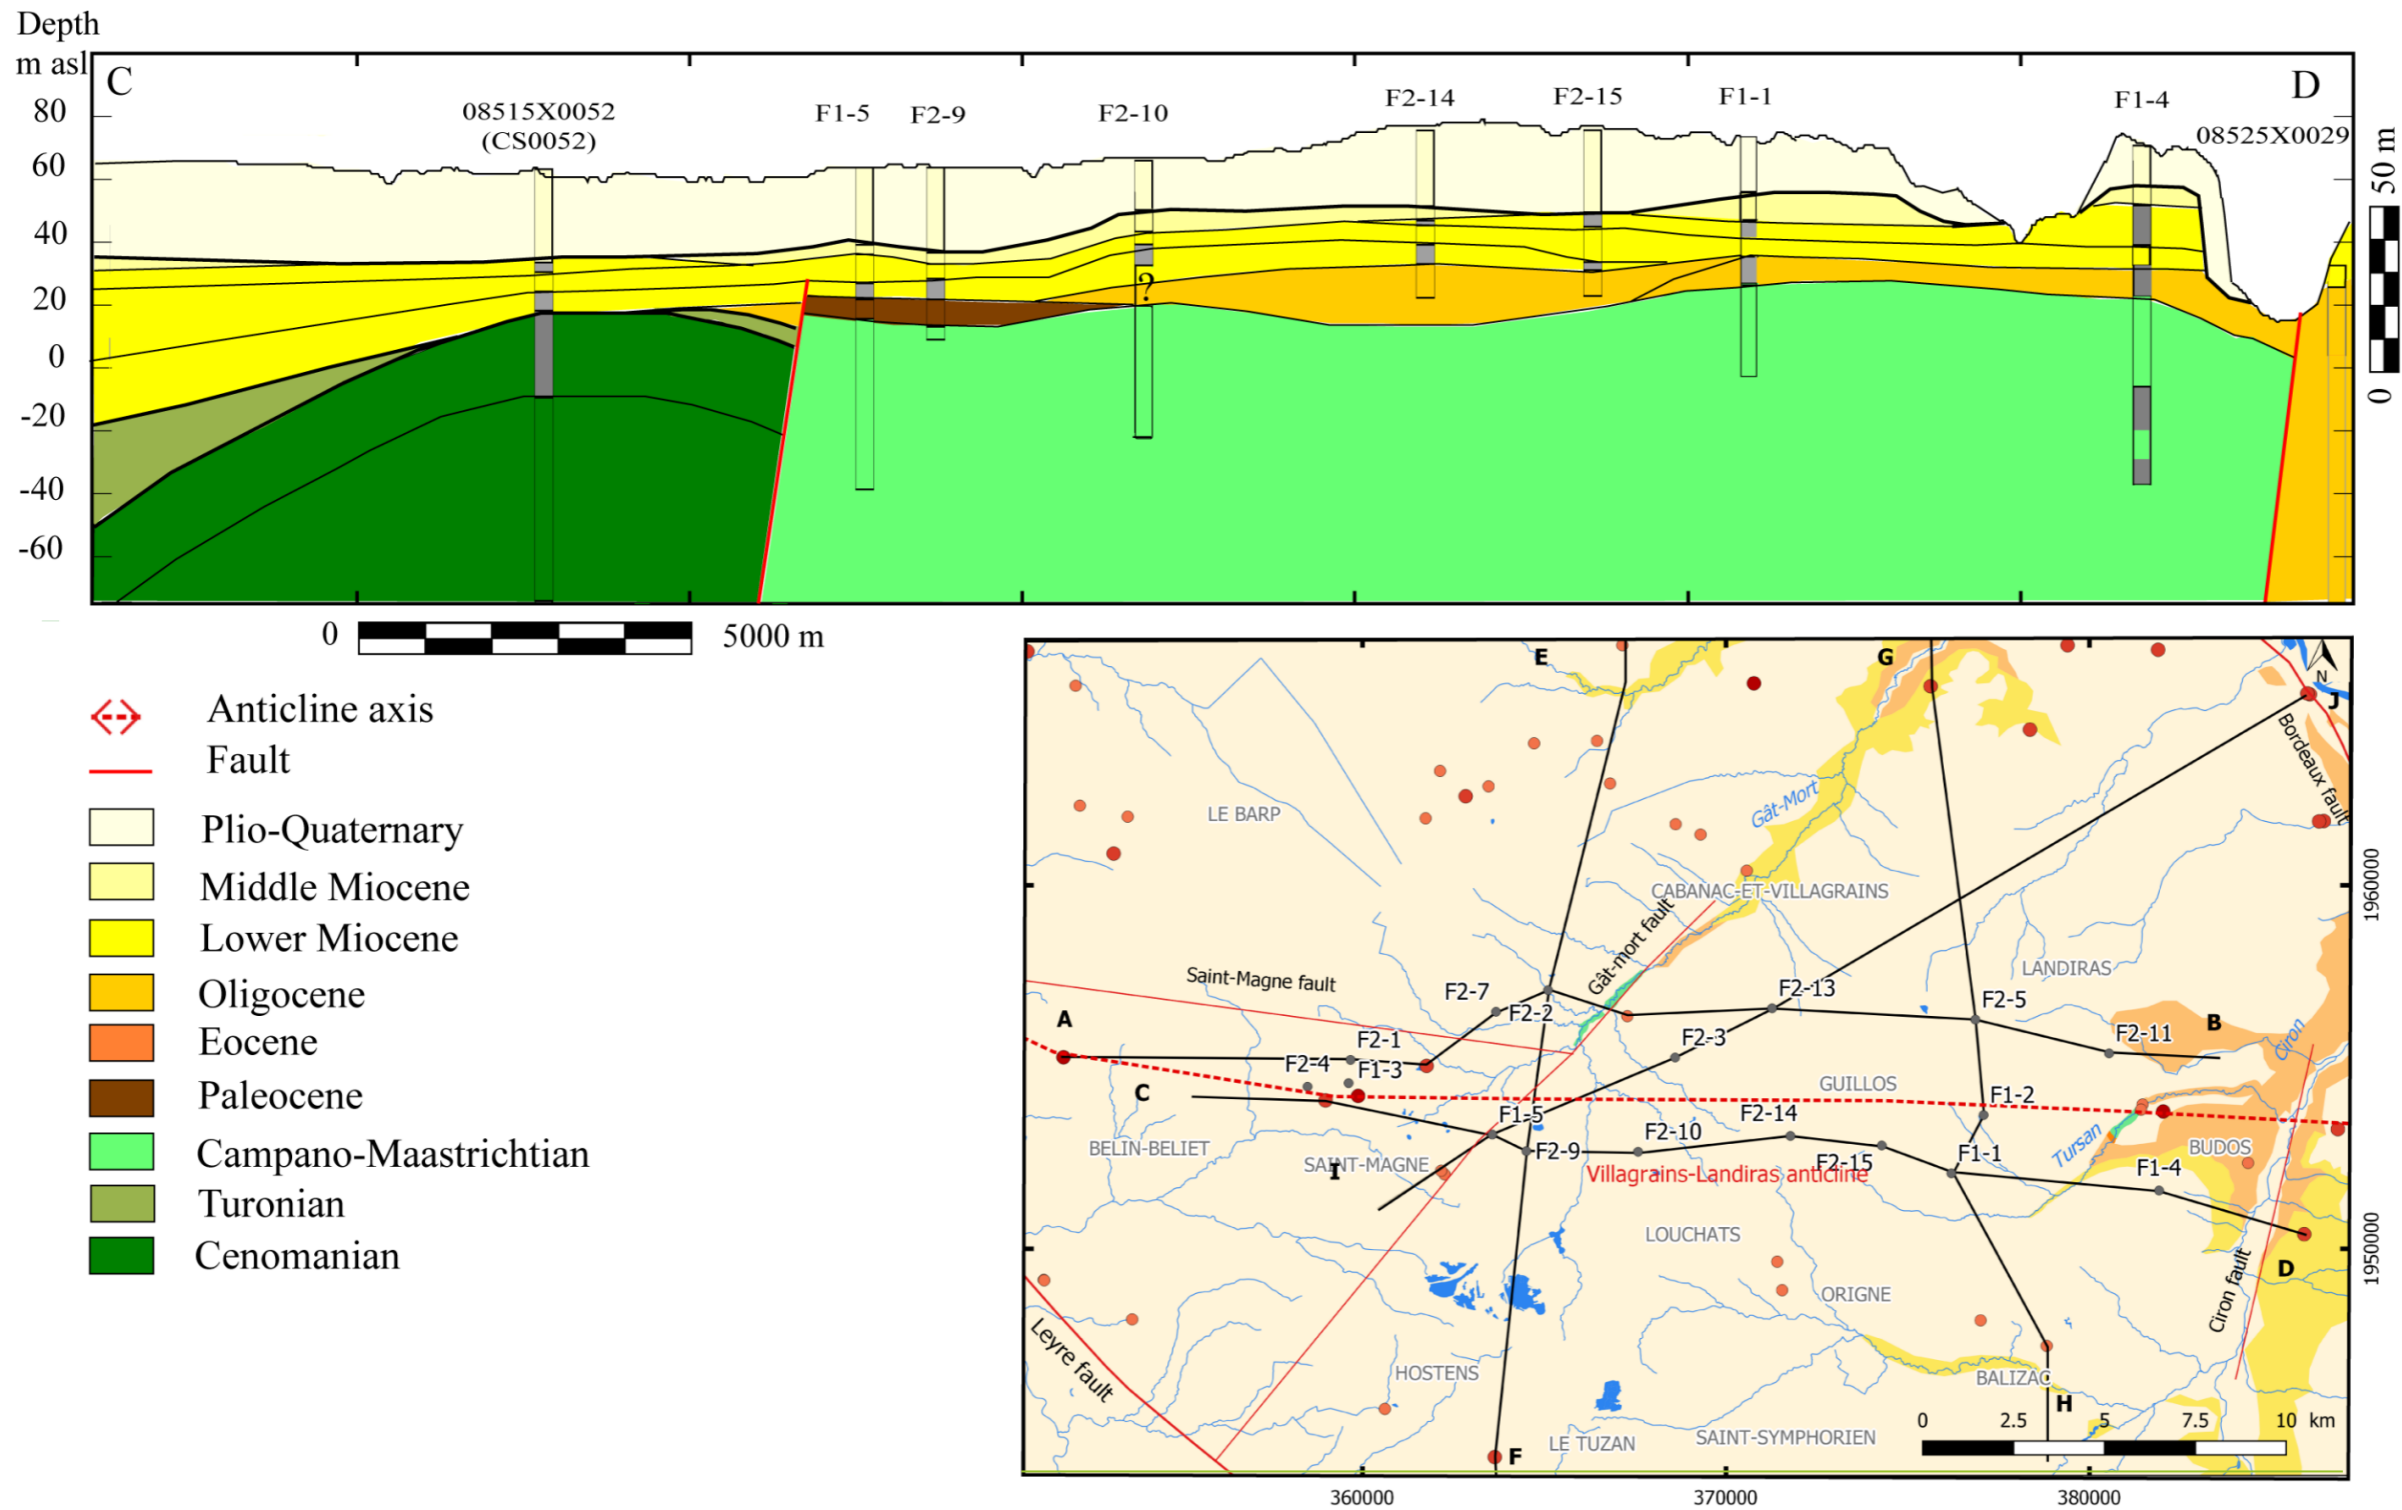 Depth
m asl
C
D
08515X0052
(CS0052)
F1-5
F2-9
F2-10
F2-14
F2-15
F1-1
F1-4
08525X0029
80
60
40
20
0
-20
-40
-60
?
50 m
0
0
5000 m
Anticline axis
Fault
Plio-Quaternary
Middle Miocene
Lower Miocene
Oligocene
Eocene
Paleocene
Campano-Maastrichtian
Turonian
Cenomanian
E
G
N
J
Bordeaux fault
LE BARP
Gât-Mort
CABANAC-ET-VILLAGRAINS
1960000
Gât-mort fault
Saint-Magne fault
LANDIRAS
F2-7
F2-2
F2-13
F2-5
A
B
F2-1
F2-3
F2-11
Ciron
F2-4
F1-3
GUILLOS
C
F1-5
F2-14
F1-2
BELIN-BELIET
F2-9
F2-10
Tursan
BUDOS
I
SAINT-MAGNE
Villagrains-Landiras anticline
F2-15
F1-1
F1-4
LOUCHATS
1950000
D
Ciron fault
ORIGNE
Leyre fault
HOSTENS
BALIZAC
H
LE TUZAN
SAINT-SYMPHORIEN
F
0
2.5
5
7.5
10 km
360000
370000
380000